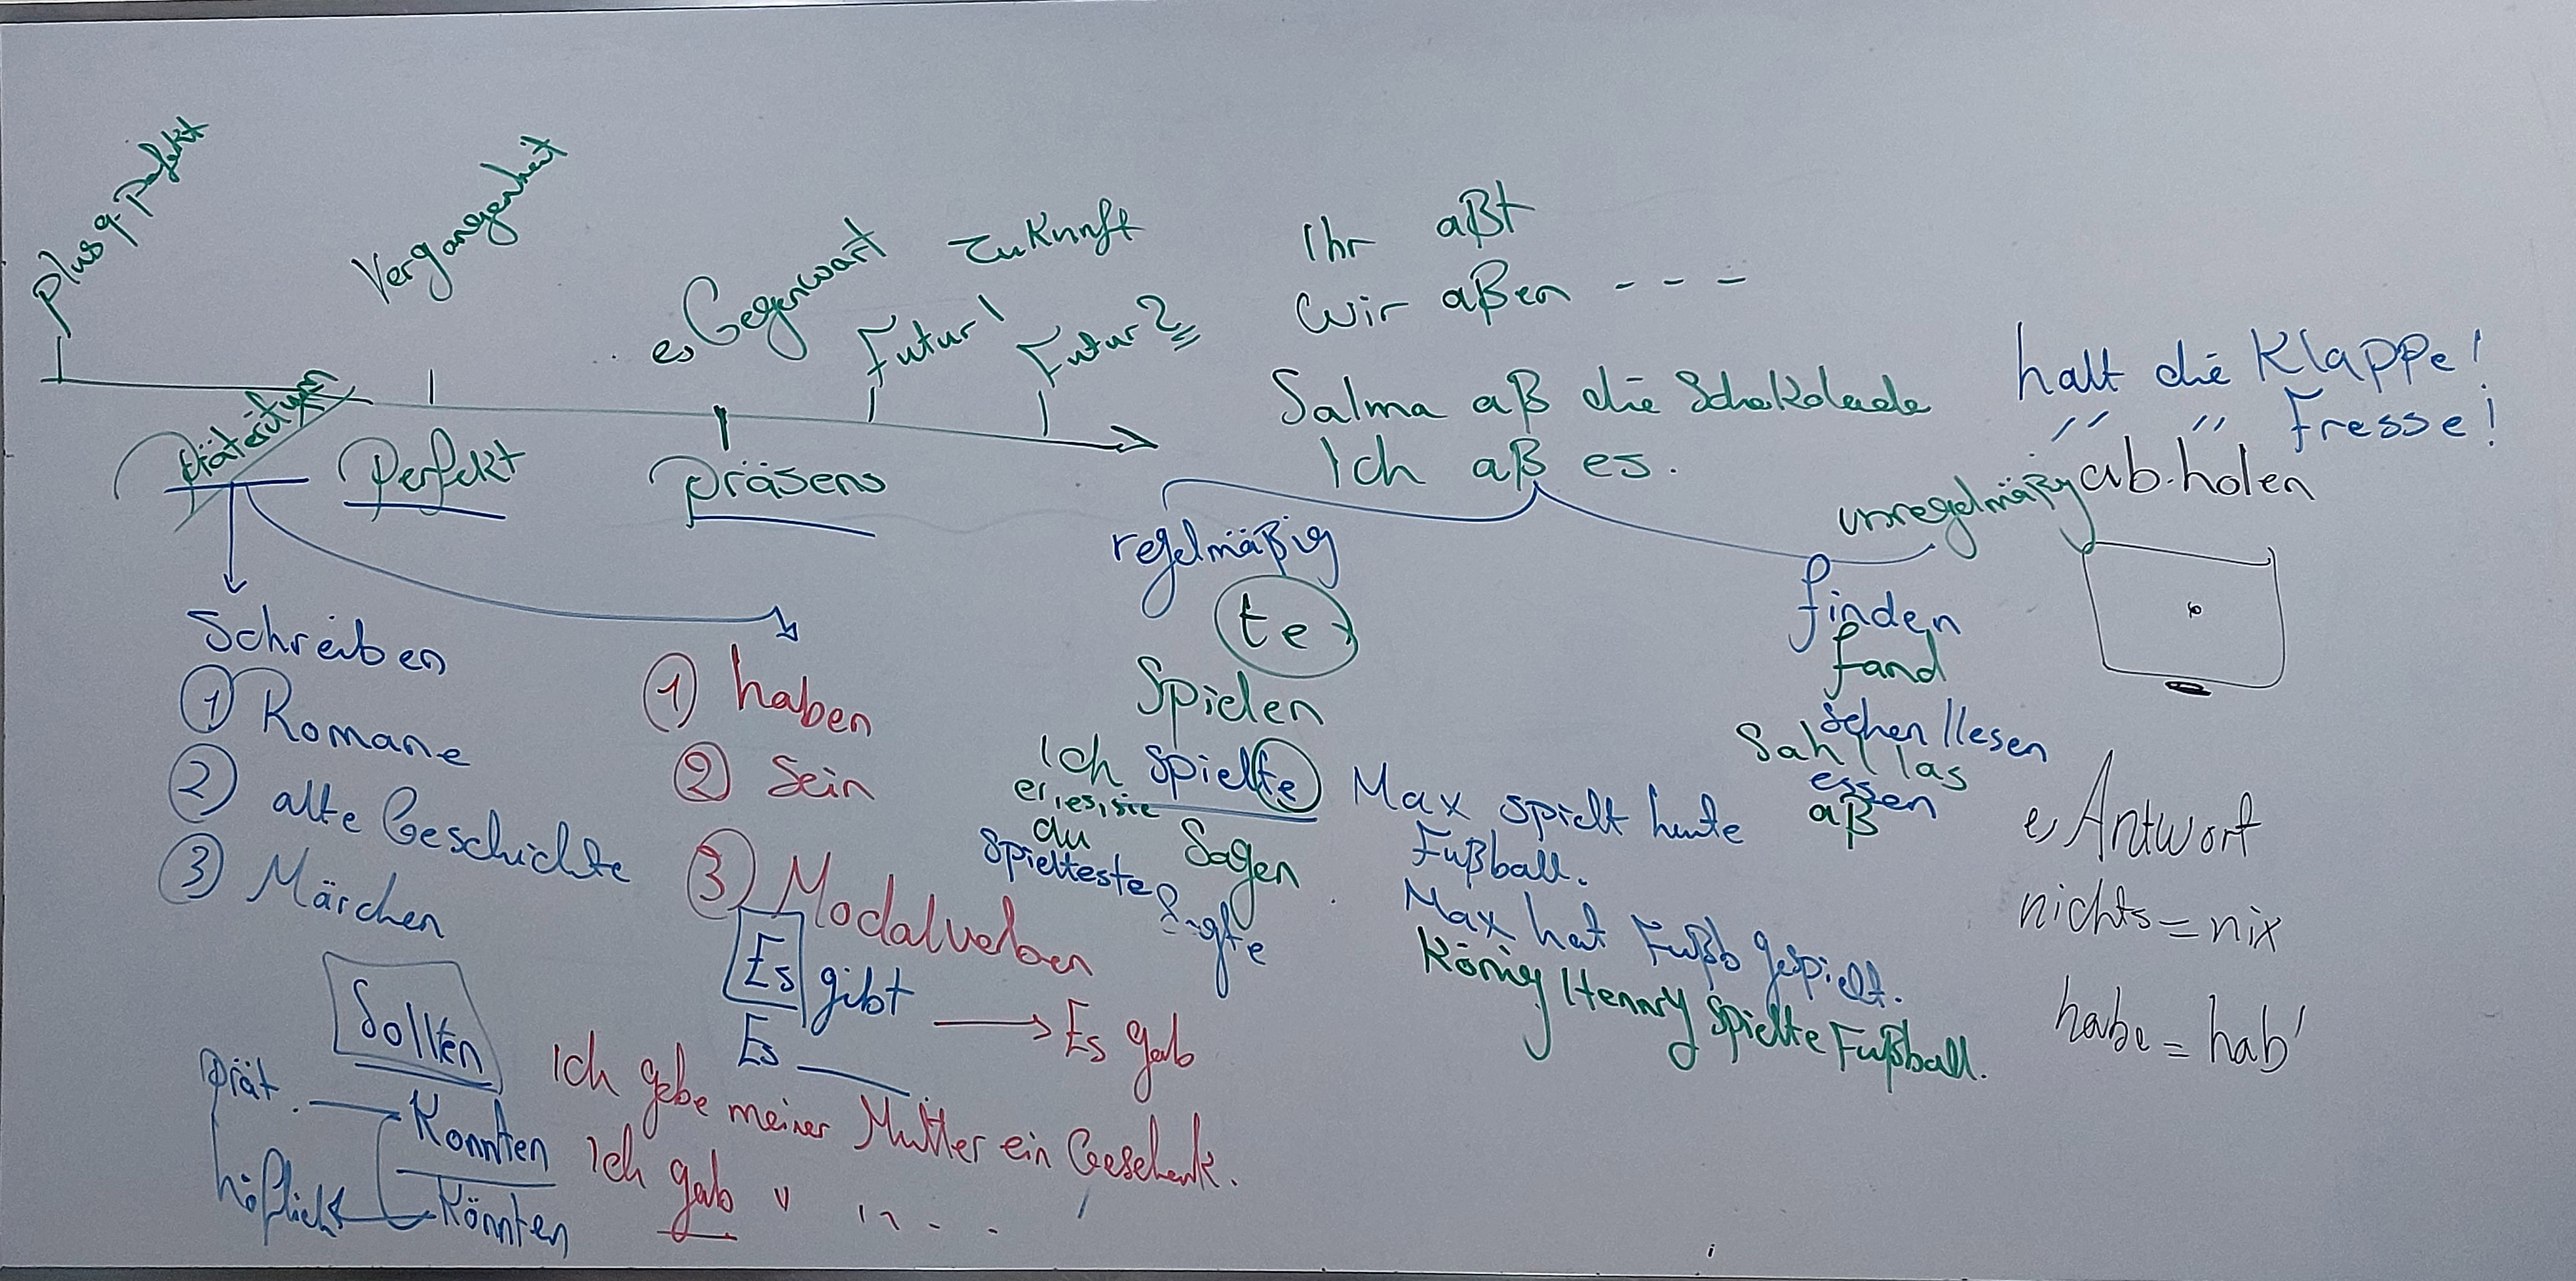 Plusq. Perfekt
Vergangenheit
es Gegenwart
Zukunft
Futur 1
Futur 2
Präteritum
Perfekt
Präsens
Schreiben
① Romane
② alte Geschichte
③ Märchen
① haben
② Sein
③ Modalverben
Es gibt → Es gab
Es
Sollten
Prät. Konnten
höflich Könnten
Ich gebe meiner Mutter ein Geschenk.
Ich gab " " - -
Ihr aßt
Wir aßen - - -
Salma aß die Schokolade
Ich aß es.
regelmäßig
te
Spielen
Ich spielte
er, es, sie
du
spielteste
Sagen
sagte
Max spielt heute
Fußball.
Max hat Fußb gespielt.
König Henry spielte Fußball.
unregelmäßig
finden
fand
sehen / lesen
Sah / las
essen
aß
halt die Klappe!
" " Fresse!
ab.holen
e, Antwort
nichts = nix
habe = hab'